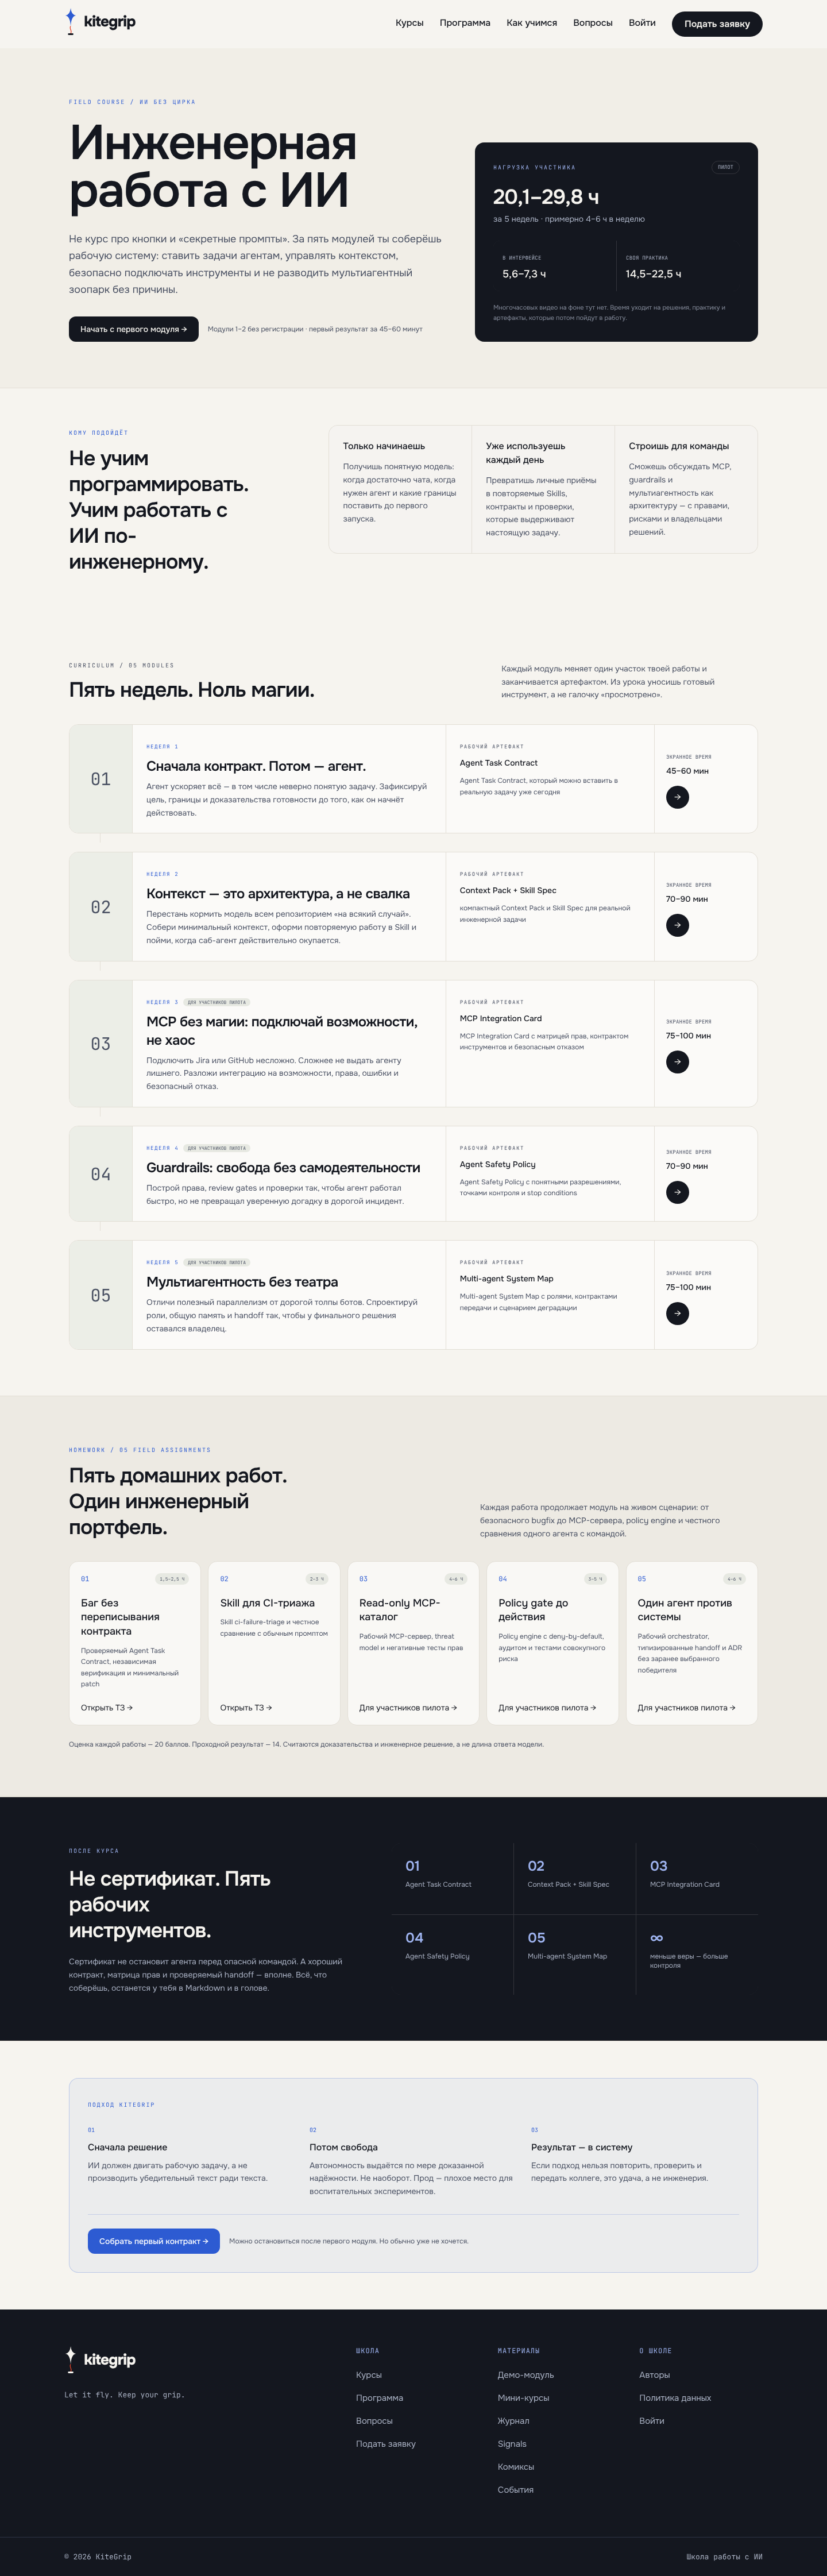 kitegrip
Курсы
Программа
Как учимся
Вопросы
Войти
Подать заявку
FIELD COURSE / ИИ БЕЗ ЦИРКА
Инженерная
работа с ИИ
Не курс про кнопки и «секретные промпты». За пять модулей ты соберёшь
рабочую систему: ставить задачи агентам, управлять контекстом,
безопасно подключать инструменты и не разводить мультиагентный
зоопарк без причины.
Начать с первого модуля →
Модули 1–2 без регистрации · первый результат за 45–60 минут
НАГРУЗКА УЧАСТНИКА
ПИЛОТ
20,1–29,8 ч
за 5 недель · примерно 4–6 ч в неделю
В ИНТЕРФЕЙСЕ
5,6–7,3 ч
СВОЯ ПРАКТИКА
14,5–22,5 ч
Многочасовых видео на фоне тут нет. Время уходит на решения, практику и
артефакты, которые потом пойдут в работу.
КОМУ ПОДОЙДЁТ
Не учим
программировать.
Учим работать с
ИИ по-
инженерному.
Только начинаешь
Получишь понятную модель:
когда достаточно чата, когда
нужен агент и какие границы
поставить до первого
запуска.
Уже используешь
каждый день
Превратишь личные приёмы
в повторяемые Skills,
контракты и проверки,
которые выдерживают
настоящую задачу.
Строишь для команды
Сможешь обсуждать MCP,
guardrails и
мультиагентность как
архитектуру — с правами,
рисками и владельцами
решений.
CURRICULUM / 05 MODULES
Пять недель. Ноль магии.
Каждый модуль меняет один участок твоей работы и
заканчивается артефактом. Из урока уносишь готовый
инструмент, а не галочку «просмотрено».
01
НЕДЕЛЯ 1
Сначала контракт. Потом — агент.
Агент ускоряет всё — в том числе неверно понятую задачу. Зафиксируй
цель, границы и доказательства готовности до того, как он начнёт
действовать.
РАБОЧИЙ АРТЕФАКТ
Agent Task Contract
Agent Task Contract, который можно вставить в
реальную задачу уже сегодня
ЭКРАННОЕ ВРЕМЯ
45–60 мин
→
02
НЕДЕЛЯ 2
Контекст — это архитектура, а не свалка
Перестань кормить модель всем репозиторием «на всякий случай».
Собери минимальный контекст, оформи повторяемую работу в Skill и
пойми, когда саб-агент действительно окупается.
РАБОЧИЙ АРТЕФАКТ
Context Pack + Skill Spec
компактный Context Pack и Skill Spec для реальной
инженерной задачи
ЭКРАННОЕ ВРЕМЯ
70–90 мин
→
03
НЕДЕЛЯ 3
ДЛЯ УЧАСТНИКОВ ПИЛОТА
MCP без магии: подключай возможности,
не хаос
Подключить Jira или GitHub несложно. Сложнее не выдать агенту
лишнего. Разложи интеграцию на возможности, права, ошибки и
безопасный отказ.
РАБОЧИЙ АРТЕФАКТ
MCP Integration Card
MCP Integration Card с матрицей прав, контрактом
инструментов и безопасным отказом
ЭКРАННОЕ ВРЕМЯ
75–100 мин
→
04
НЕДЕЛЯ 4
ДЛЯ УЧАСТНИКОВ ПИЛОТА
Guardrails: свобода без самодеятельности
Построй права, review gates и проверки так, чтобы агент работал
быстро, но не превращал уверенную догадку в дорогой инцидент.
РАБОЧИЙ АРТЕФАКТ
Agent Safety Policy
Agent Safety Policy с понятными разрешениями,
точками контроля и stop conditions
ЭКРАННОЕ ВРЕМЯ
70–90 мин
→
05
НЕДЕЛЯ 5
ДЛЯ УЧАСТНИКОВ ПИЛОТА
Мультиагентность без театра
Отличи полезный параллелизм от дорогой толпы ботов. Спроектируй
роли, общую память и handoff так, чтобы у финального решения
оставался владелец.
РАБОЧИЙ АРТЕФАКТ
Multi-agent System Map
Multi-agent System Map с ролями, контрактами
передачи и сценарием деградации
ЭКРАННОЕ ВРЕМЯ
75–100 мин
→
HOMEWORK / 05 FIELD ASSIGNMENTS
Пять домашних работ.
Один инженерный
портфель.
Каждая работа продолжает модуль на живом сценарии: от
безопасного bugfix до MCP-сервера, policy engine и честного
сравнения одного агента с командой.
01
1,5–2,5 Ч
Баг без
переписывания
контракта
Проверяемый Agent Task
Contract, независимая
верификация и минимальный
patch
Открыть ТЗ →
02
2–3 Ч
Skill для CI-триажа
Skill ci-failure-triage и честное
сравнение с обычным промптом
Открыть ТЗ →
03
4–6 Ч
Read-only MCP-
каталог
Рабочий MCP-сервер, threat
model и негативные тесты прав
Для участников пилота →
04
3–5 Ч
Policy gate до
действия
Policy engine с deny-by-default,
аудитом и тестами совокупного
риска
Для участников пилота →
05
4–6 Ч
Один агент против
системы
Рабочий orchestrator,
типизированные handoff и ADR
без заранее выбранного
победителя
Для участников пилота →
Оценка каждой работы — 20 баллов. Проходной результат — 14. Считаются доказательства и инженерное решение, а не длина ответа модели.
ПОСЛЕ КУРСА
Не сертификат. Пять
рабочих
инструментов.
Сертификат не остановит агента перед опасной командой. А хороший
контракт, матрица прав и проверяемый handoff — вполне. Всё, что
соберёшь, останется у тебя в Markdown и в голове.
01
Agent Task Contract
02
Context Pack + Skill Spec
03
MCP Integration Card
04
Agent Safety Policy
05
Multi-agent System Map
∞
меньше веры — больше
контроля
ПОДХОД KITEGRIP
01
Сначала решение
ИИ должен двигать рабочую задачу, а не
производить убедительный текст ради текста.
02
Потом свобода
Автономность выдаётся по мере доказанной
надёжности. Не наоборот. Прод — плохое место для
воспитательных экспериментов.
03
Результат — в систему
Если подход нельзя повторить, проверить и
передать коллеге, это удача, а не инженерия.
Собрать первый контракт →
Можно остановиться после первого модуля. Но обычно уже не хочется.
kitegrip
Let it fly. Keep your grip.
ШКОЛА
Курсы
Программа
Вопросы
Подать заявку
МАТЕРИАЛЫ
Демо-модуль
Мини-курсы
Журнал
Signals
Комиксы
События
О ШКОЛЕ
Авторы
Политика данных
Войти
© 2026 KiteGrip
Школа работы с ИИ